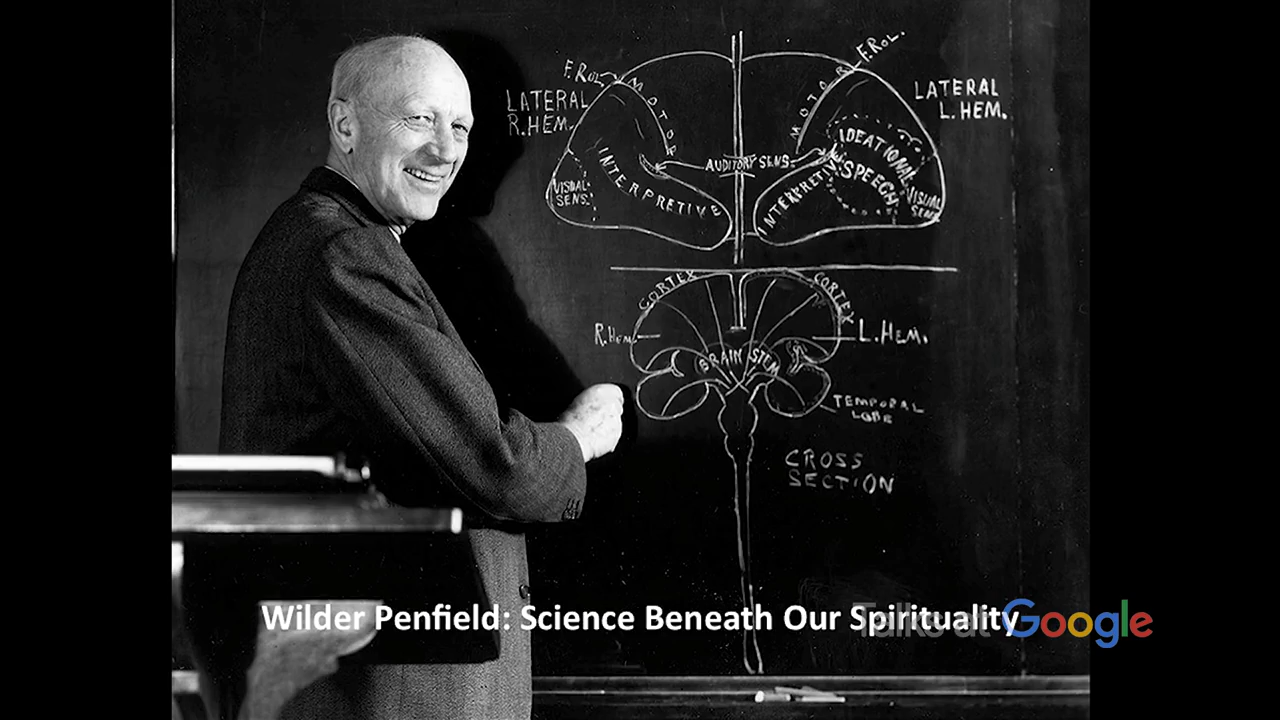 F. ROL.
F. ROL.
LATERAL
R. HEM.
MOTOR
MOTOR
LATERAL
L. HEM.
AUDITORY SENS.
IDEATIONAL
SPEECH
VISUAL
SENS.
INTERPRETIVE
INTERPRETIVE
VISUAL
SENS.
CORTEX
CORTEX
R. HEM.
L. HEM.
BRAIN STEM
TEMPORAL
LOBE
CROSS
SECTION
Wilder Penfield: Science Beneath Our Spirituality
Talks at Google